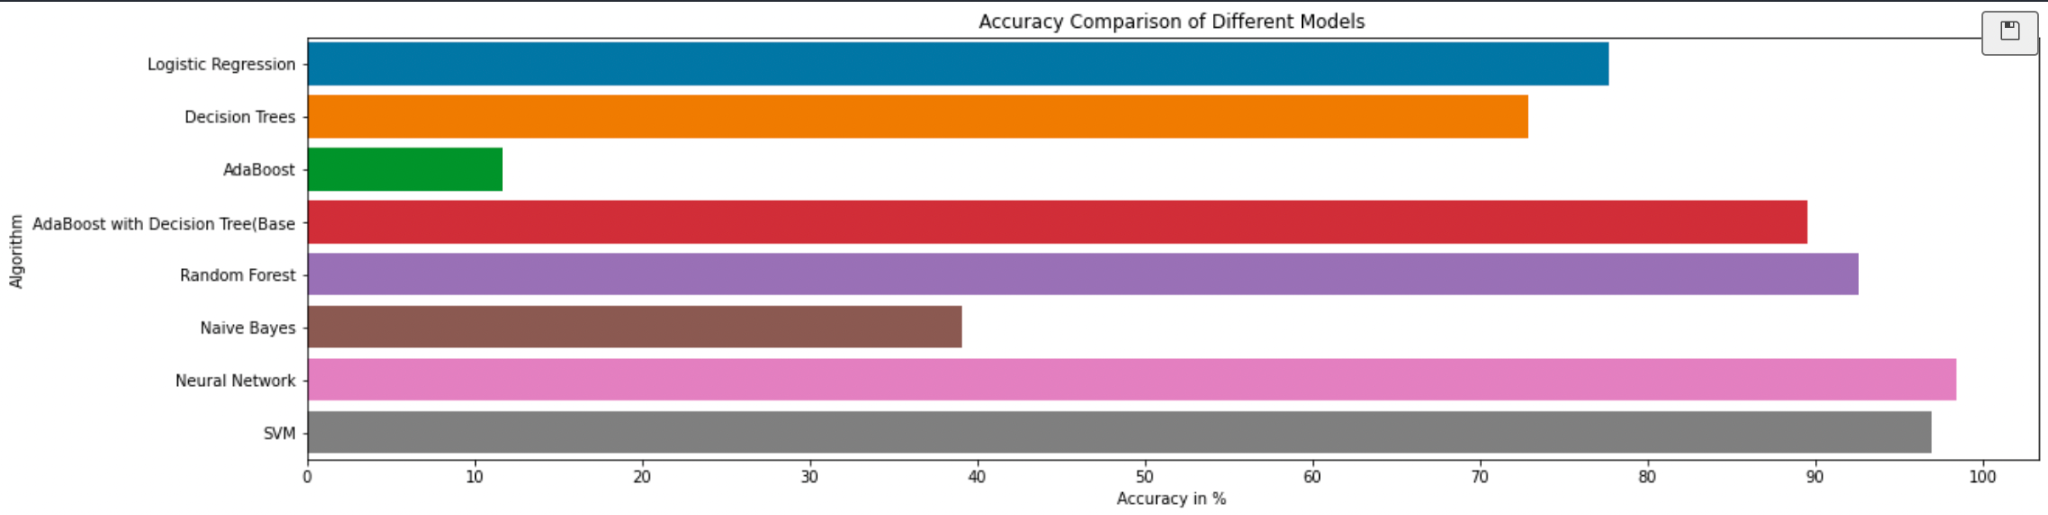 Accuracy Comparison of Different Models
Logistic Regression
Decision Trees
AdaBoost
AdaBoost with Decision Tree(Base
Random Forest
Naive Bayes
Neural Network
SVM
Algorithm
0 10 20 30 40 50 60 70 80 90 100
Accuracy in %